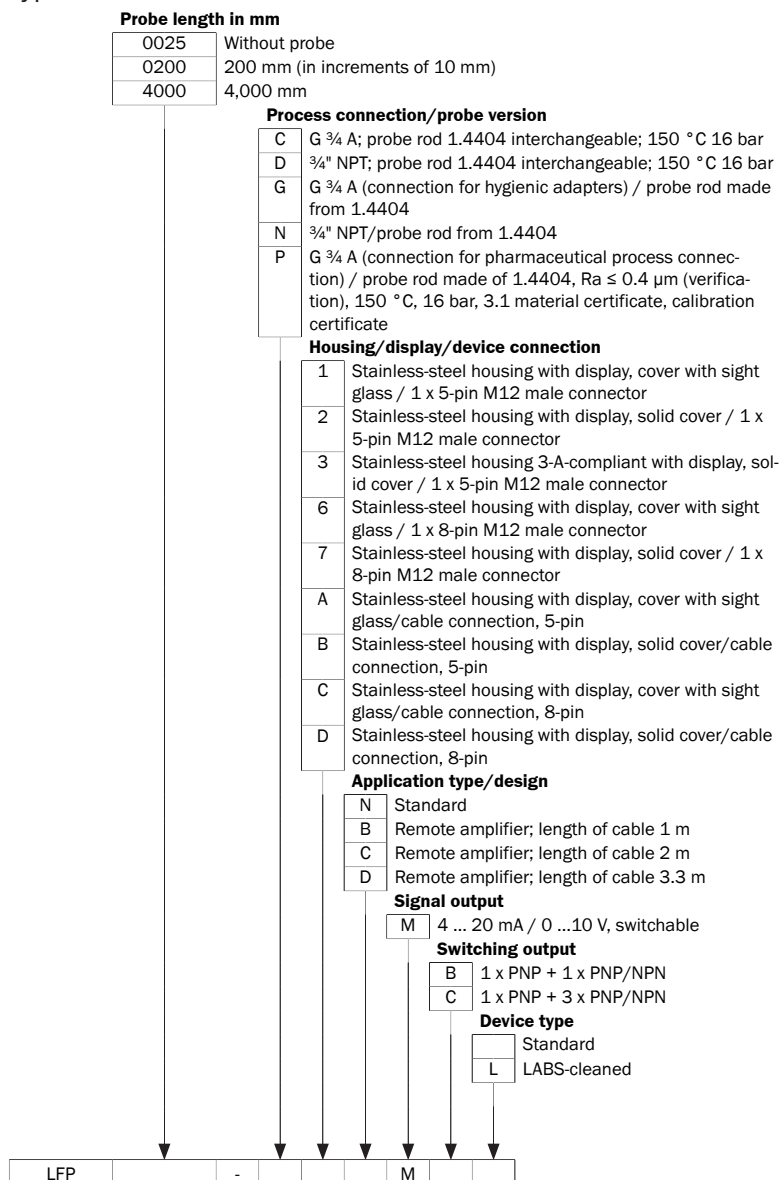 Probe length in mm
0025 Without probe
0200 200 mm (in increments of 10 mm)
4000 4,000 mm
Process connection/probe version
C G ¾ A; probe rod 1.4404 interchangeable; 150 °C 16 bar
D ¾" NPT; probe rod 1.4404 interchangeable; 150 °C 16 bar
G G ¾ A (connection for hygienic adapters) / probe rod made
from 1.4404
N ¾" NPT/probe rod from 1.4404
P G ¾ A (connection for pharmaceutical process connec-
tion) / probe rod made of 1.4404, Ra ≤ 0.4 µm (verifica-
tion), 150 °C, 16 bar, 3.1 material certificate, calibration
certificate
Housing/display/device connection
1 Stainless-steel housing with display, cover with sight
glass / 1 x 5-pin M12 male connector
2 Stainless-steel housing with display, solid cover / 1 x
5-pin M12 male connector
3 Stainless-steel housing 3-A-compliant with display, sol-
id cover / 1 x 5-pin M12 male connector
6 Stainless-steel housing with display, cover with sight
glass / 1 x 8-pin M12 male connector
7 Stainless-steel housing with display, solid cover / 1 x
8-pin M12 male connector
A Stainless-steel housing with display, cover with sight
glass/cable connection, 5-pin
B Stainless-steel housing with display, solid cover/cable
connection, 5-pin
C Stainless-steel housing with display, cover with sight
glass/cable connection, 8-pin
D Stainless-steel housing with display, solid cover/cable
connection, 8-pin
Application type/design
N Standard
B Remote amplifier; length of cable 1 m
C Remote amplifier; length of cable 2 m
D Remote amplifier; length of cable 3.3 m
Signal output
M 4 ... 20 mA / 0 ...10 V, switchable
Switching output
B 1 x PNP + 1 x PNP/NPN
C 1 x PNP + 3 x PNP/NPN
Device type
Standard
L LABS-cleaned
LFP - M